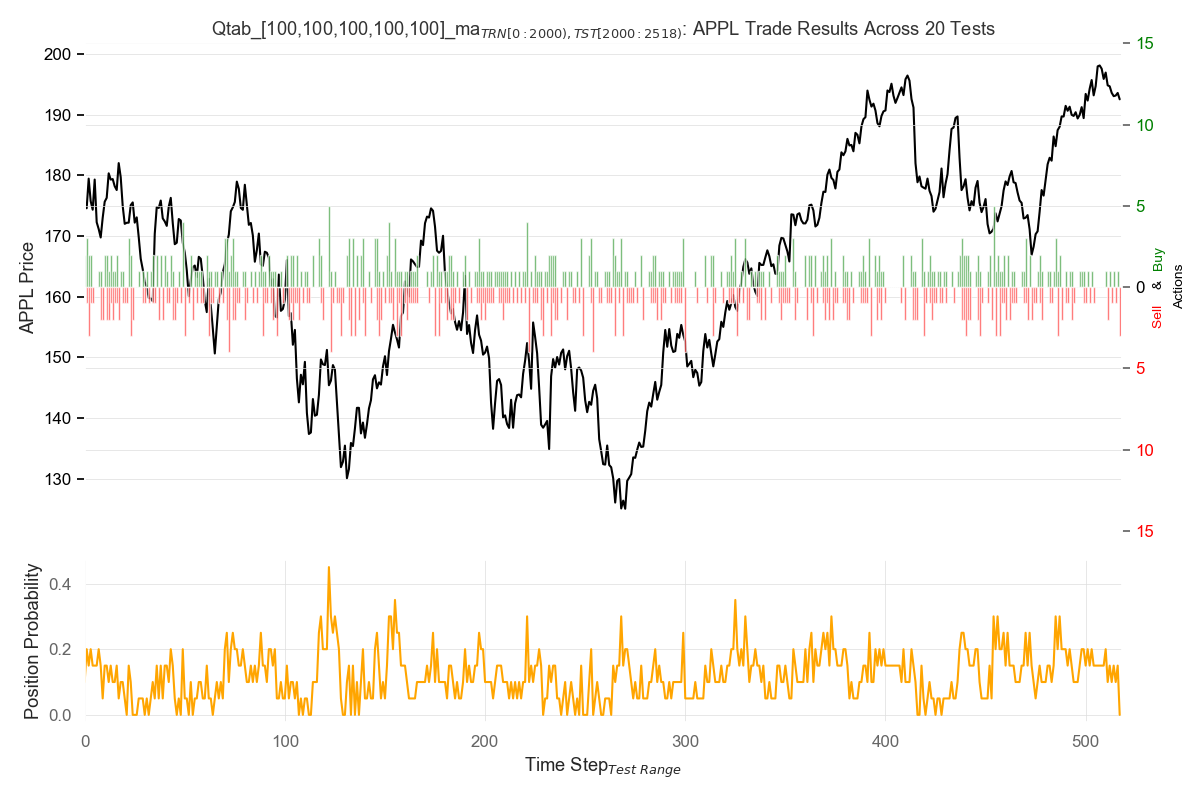 Qtab_[100,100,100,100,100]_ma_TRN[0:2000),TST[2000:2518): APPL Trade Results Across 20 Tests
200
190
180
170
160
150
140
130
APPL Price
15
10
5
0
5
10
15
Sell & Buy
Actions
0.4
0.2
0.0
Position Probability
0 100 200 300 400 500
Time Step Test Range